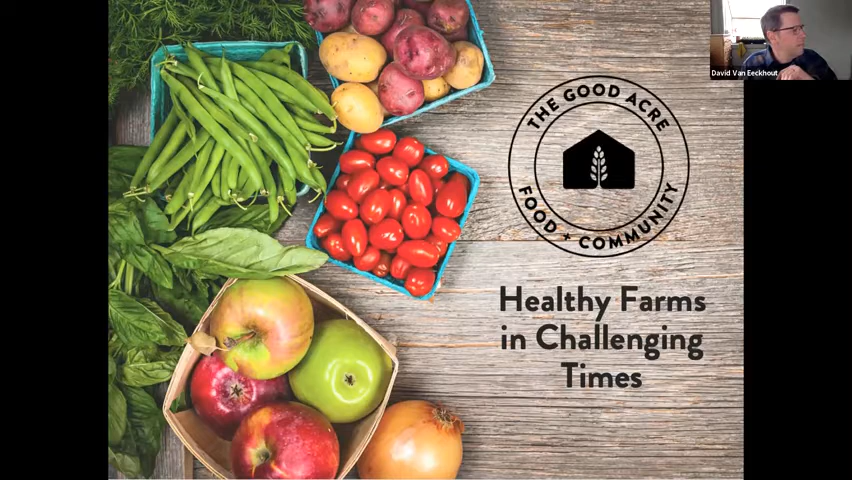 David Van Eeckhout
THE GOOD ACRE
FOOD + COMMUNITY
Healthy Farms
in Challenging
Times